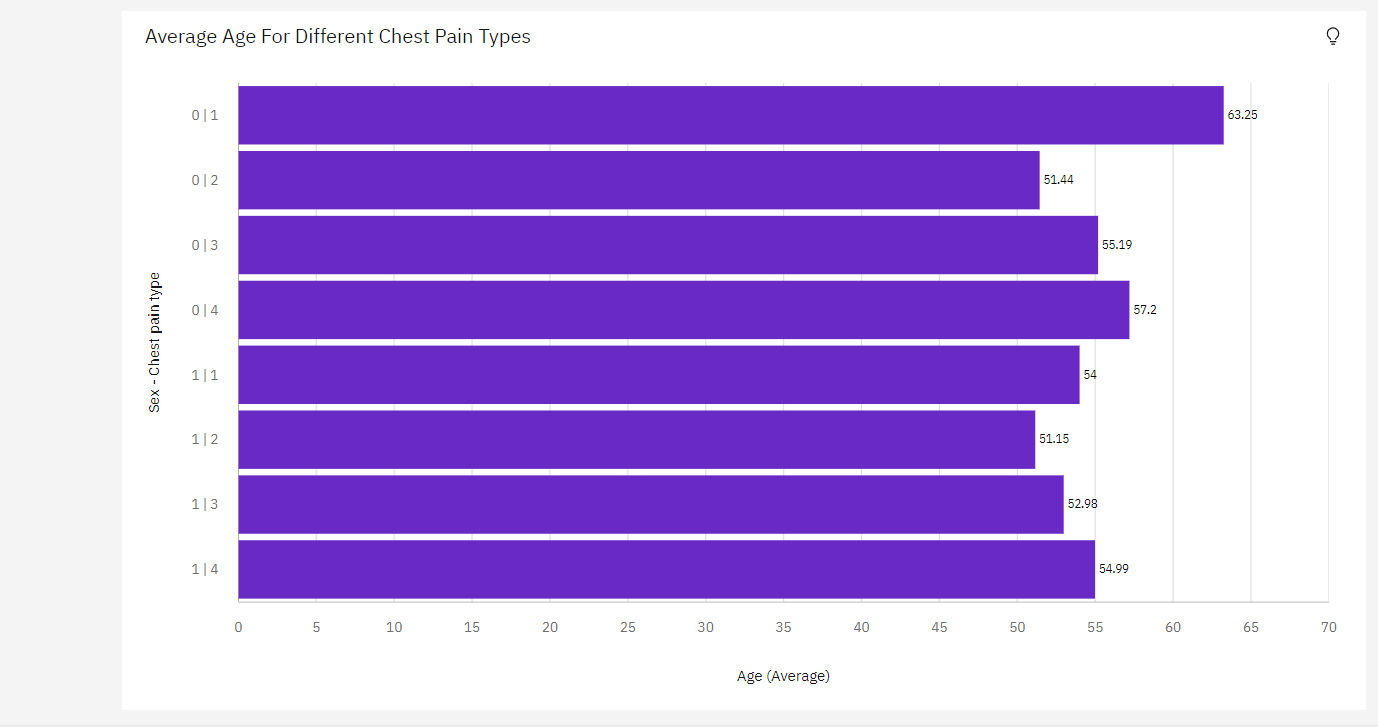 Average Age For Different Chest Pain Types
Sex - Chest pain type
0 | 1 63.25
0 | 2 51.44
0 | 3 55.19
0 | 4 57.2
1 | 1 54
1 | 2 51.15
1 | 3 52.98
1 | 4 54.99
0 5 10 15 20 25 30 35 40 45 50 55 60 65 70
Age (Average)